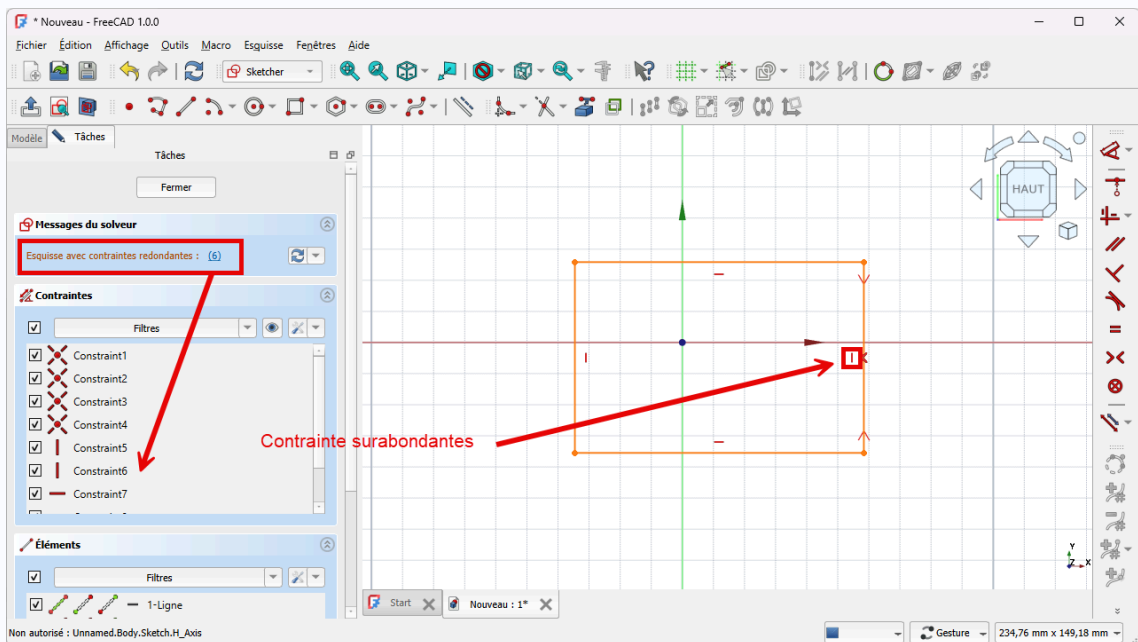 * Nouveau - FreeCAD 1.0.0
Fichier Édition Affichage Outils Macro Esquisse Fenêtres Aide
Sketcher
Modèle Tâches
Tâches
Fermer
Messages du solveur
Esquisse avec contraintes redondantes : (6)
Contraintes
Filtres
Constraint1
Constraint2
Constraint3
Constraint4
Constraint5
Constraint6
Constraint7
Contrainte surabondantes
HAUT
Y
Z
X
Éléments
Filtres
1-Ligne
Start
Nouveau : 1*
Non autorisé : Unnamed.Body.Sketch.H_Axis
Gesture
234,76 mm x 149,18 mm